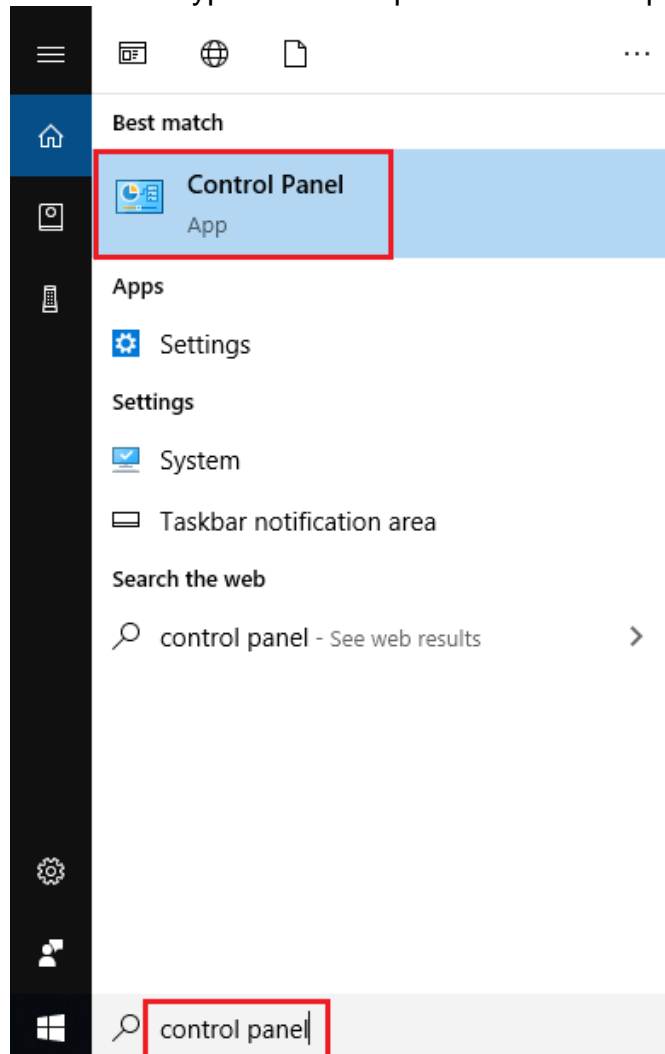 ...
Best match
Control Panel
App
Apps
Settings
Settings
System
Taskbar notification area
Search the web
control panel - See web results
control panel